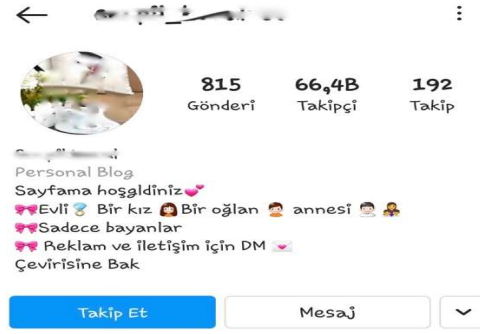 815 66,4B 192
Gönderi Takipçi Takip
Personal Blog
Sayfama hoşgldiniz💕
🎀Evli💍 Bir kız 👩Bir oğlan 🙍‍♂️ annesi 👨🏻‍⚕️👩‍🏫
🎀Sadece bayanlar
🎀 Reklam ve iletişim için DM 💌
Çevirisine Bak
Takip Et Mesaj